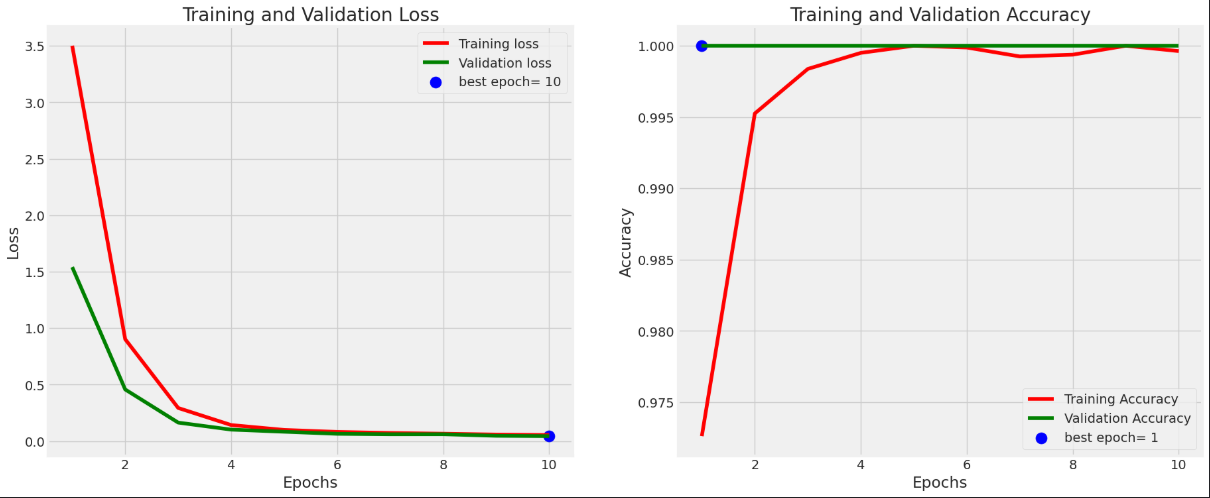 Training and Validation Loss
3.5
3.0
2.5
2.0
1.5
1.0
0.5
0.0
Loss
Training loss
Validation loss
best epoch= 10
2 4 6 8 10
Epochs
Training and Validation Accuracy
1.000
0.995
0.990
0.985
0.980
0.975
Accuracy
Training Accuracy
Validation Accuracy
best epoch= 1
2 4 6 8 10
Epochs